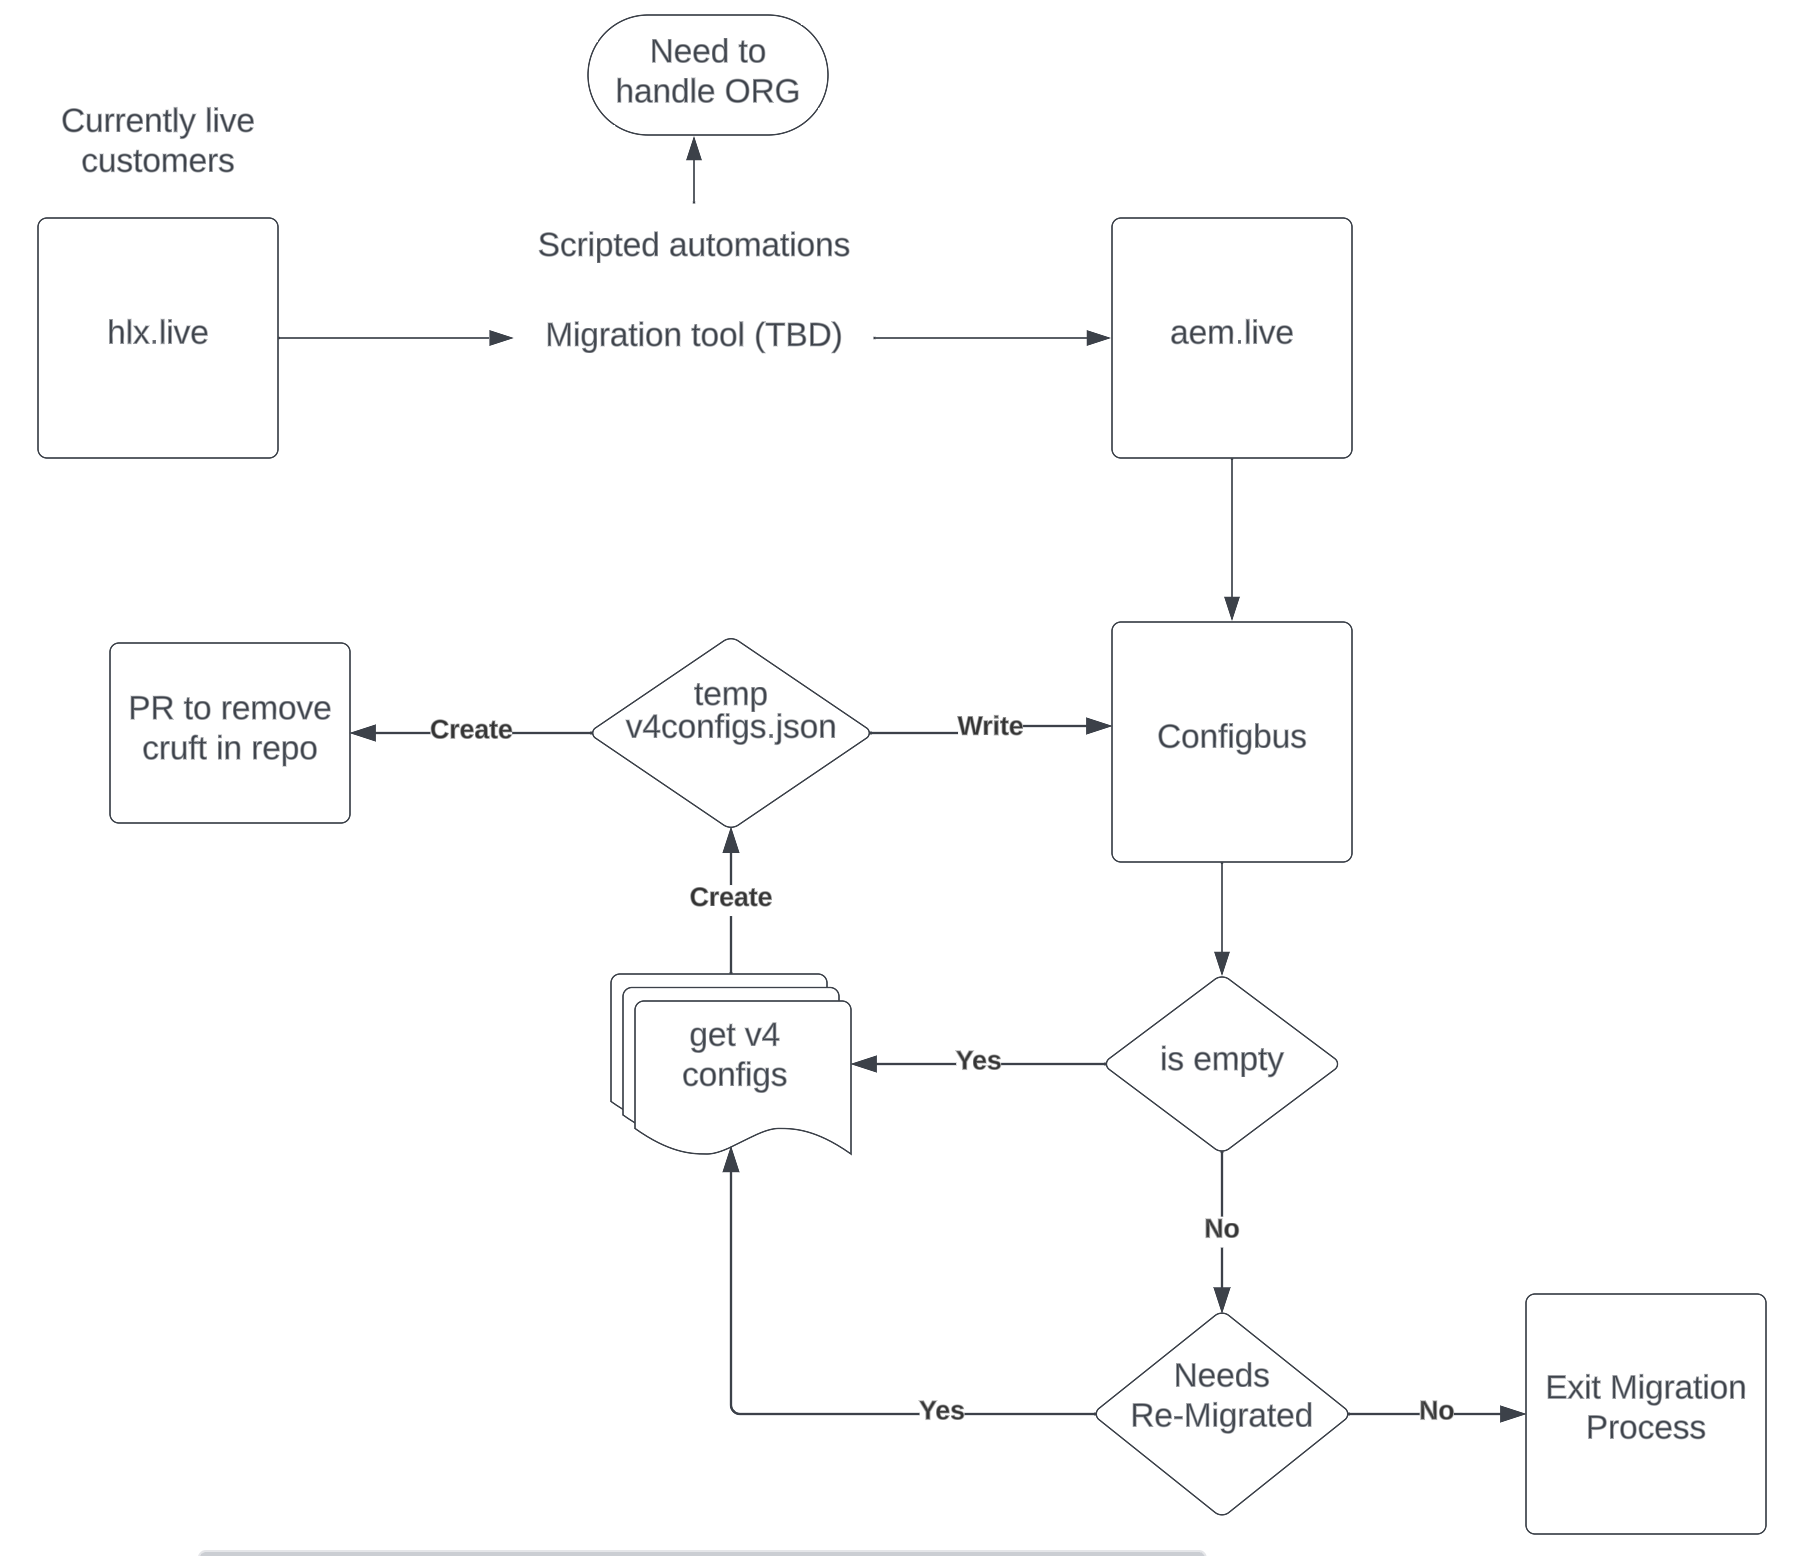 Need to
handle ORG
Currently live
customers
Scripted automations
hlx.live
Migration tool (TBD)
aem.live
PR to remove
cruft in repo
Create
temp
v4configs.json
Write
Configbus
Create
get v4
configs
Yes
is empty
No
Yes
Needs
Re-Migrated
No
Exit Migration
Process